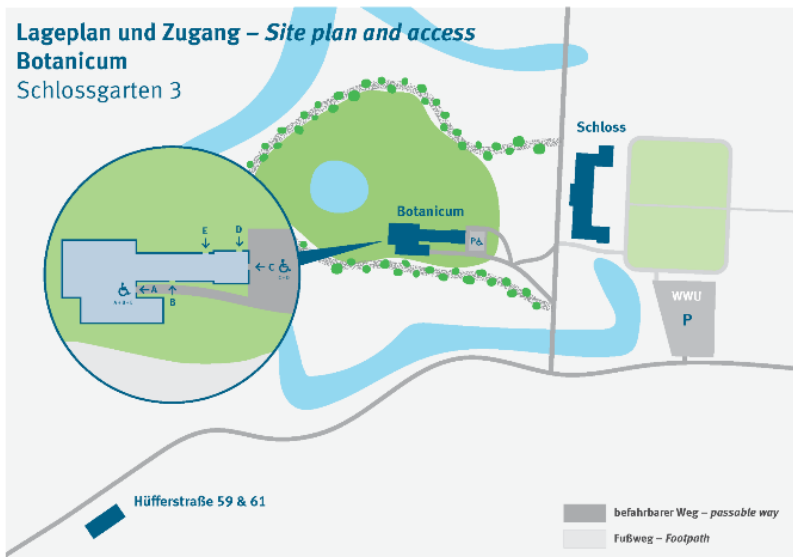 Lageplan und Zugang – Site plan and access
Botanicum
Schlossgarten 3
Schloss
Botanicum
P
E
D
C
A
B
WWU
P
Hüfferstraße 59 & 61
befahrbarer Weg – passable way
Fußweg – Footpath